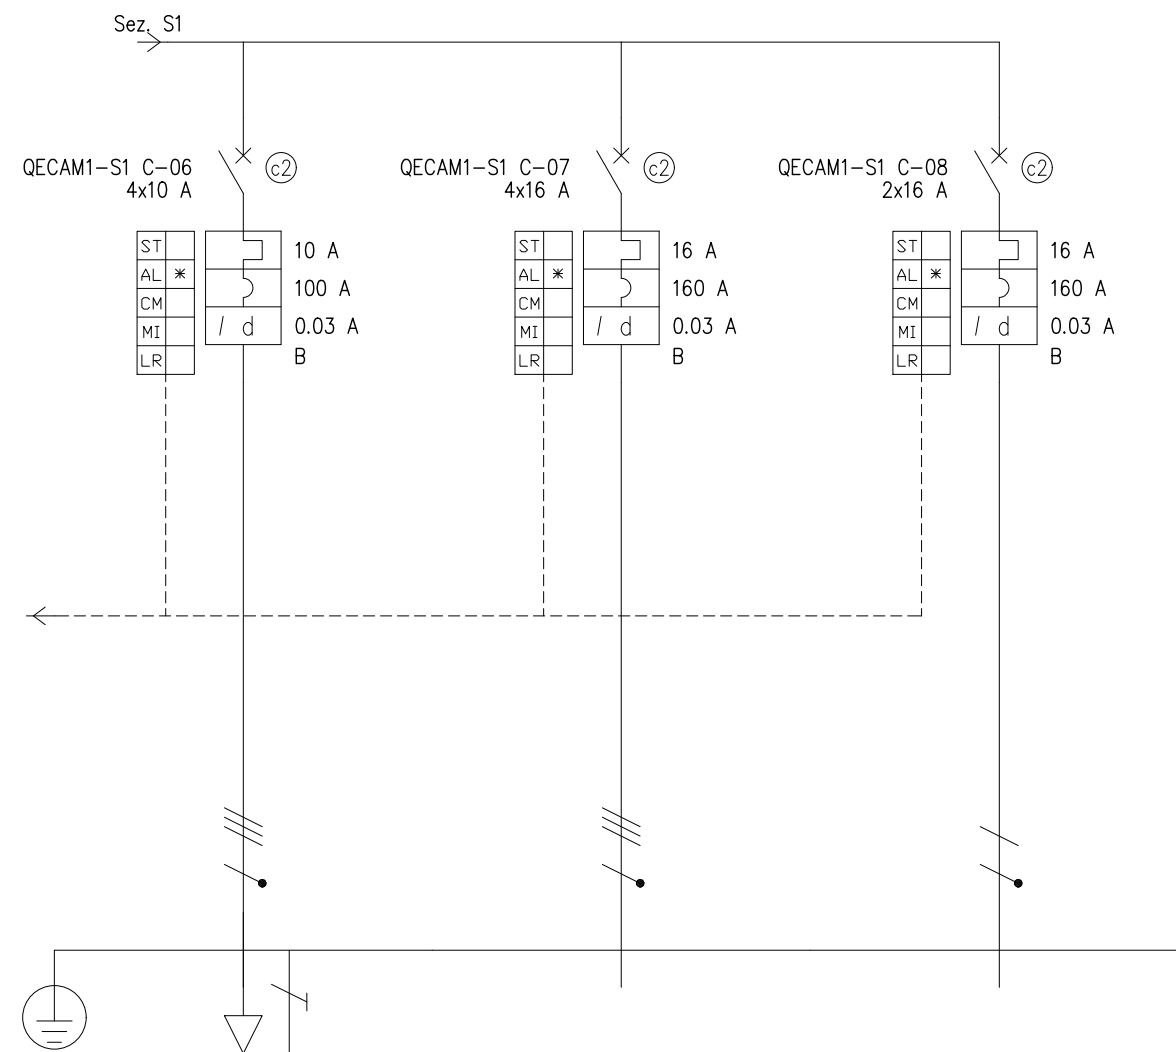 Sez. S1
QECAM1-S1 C-06
4x10 A
c2
ST
AL *
CM
MI
LR
10 A
100 A
/ d 0.03 A
B
QECAM1-S1 C-07
4x16 A
c2
ST
AL *
CM
MI
LR
16 A
160 A
/ d 0.03 A
B
QECAM1-S1 C-08
2x16 A
c2
ST
AL *
CM
MI
LR
16 A
160 A
/ d 0.03 A
B